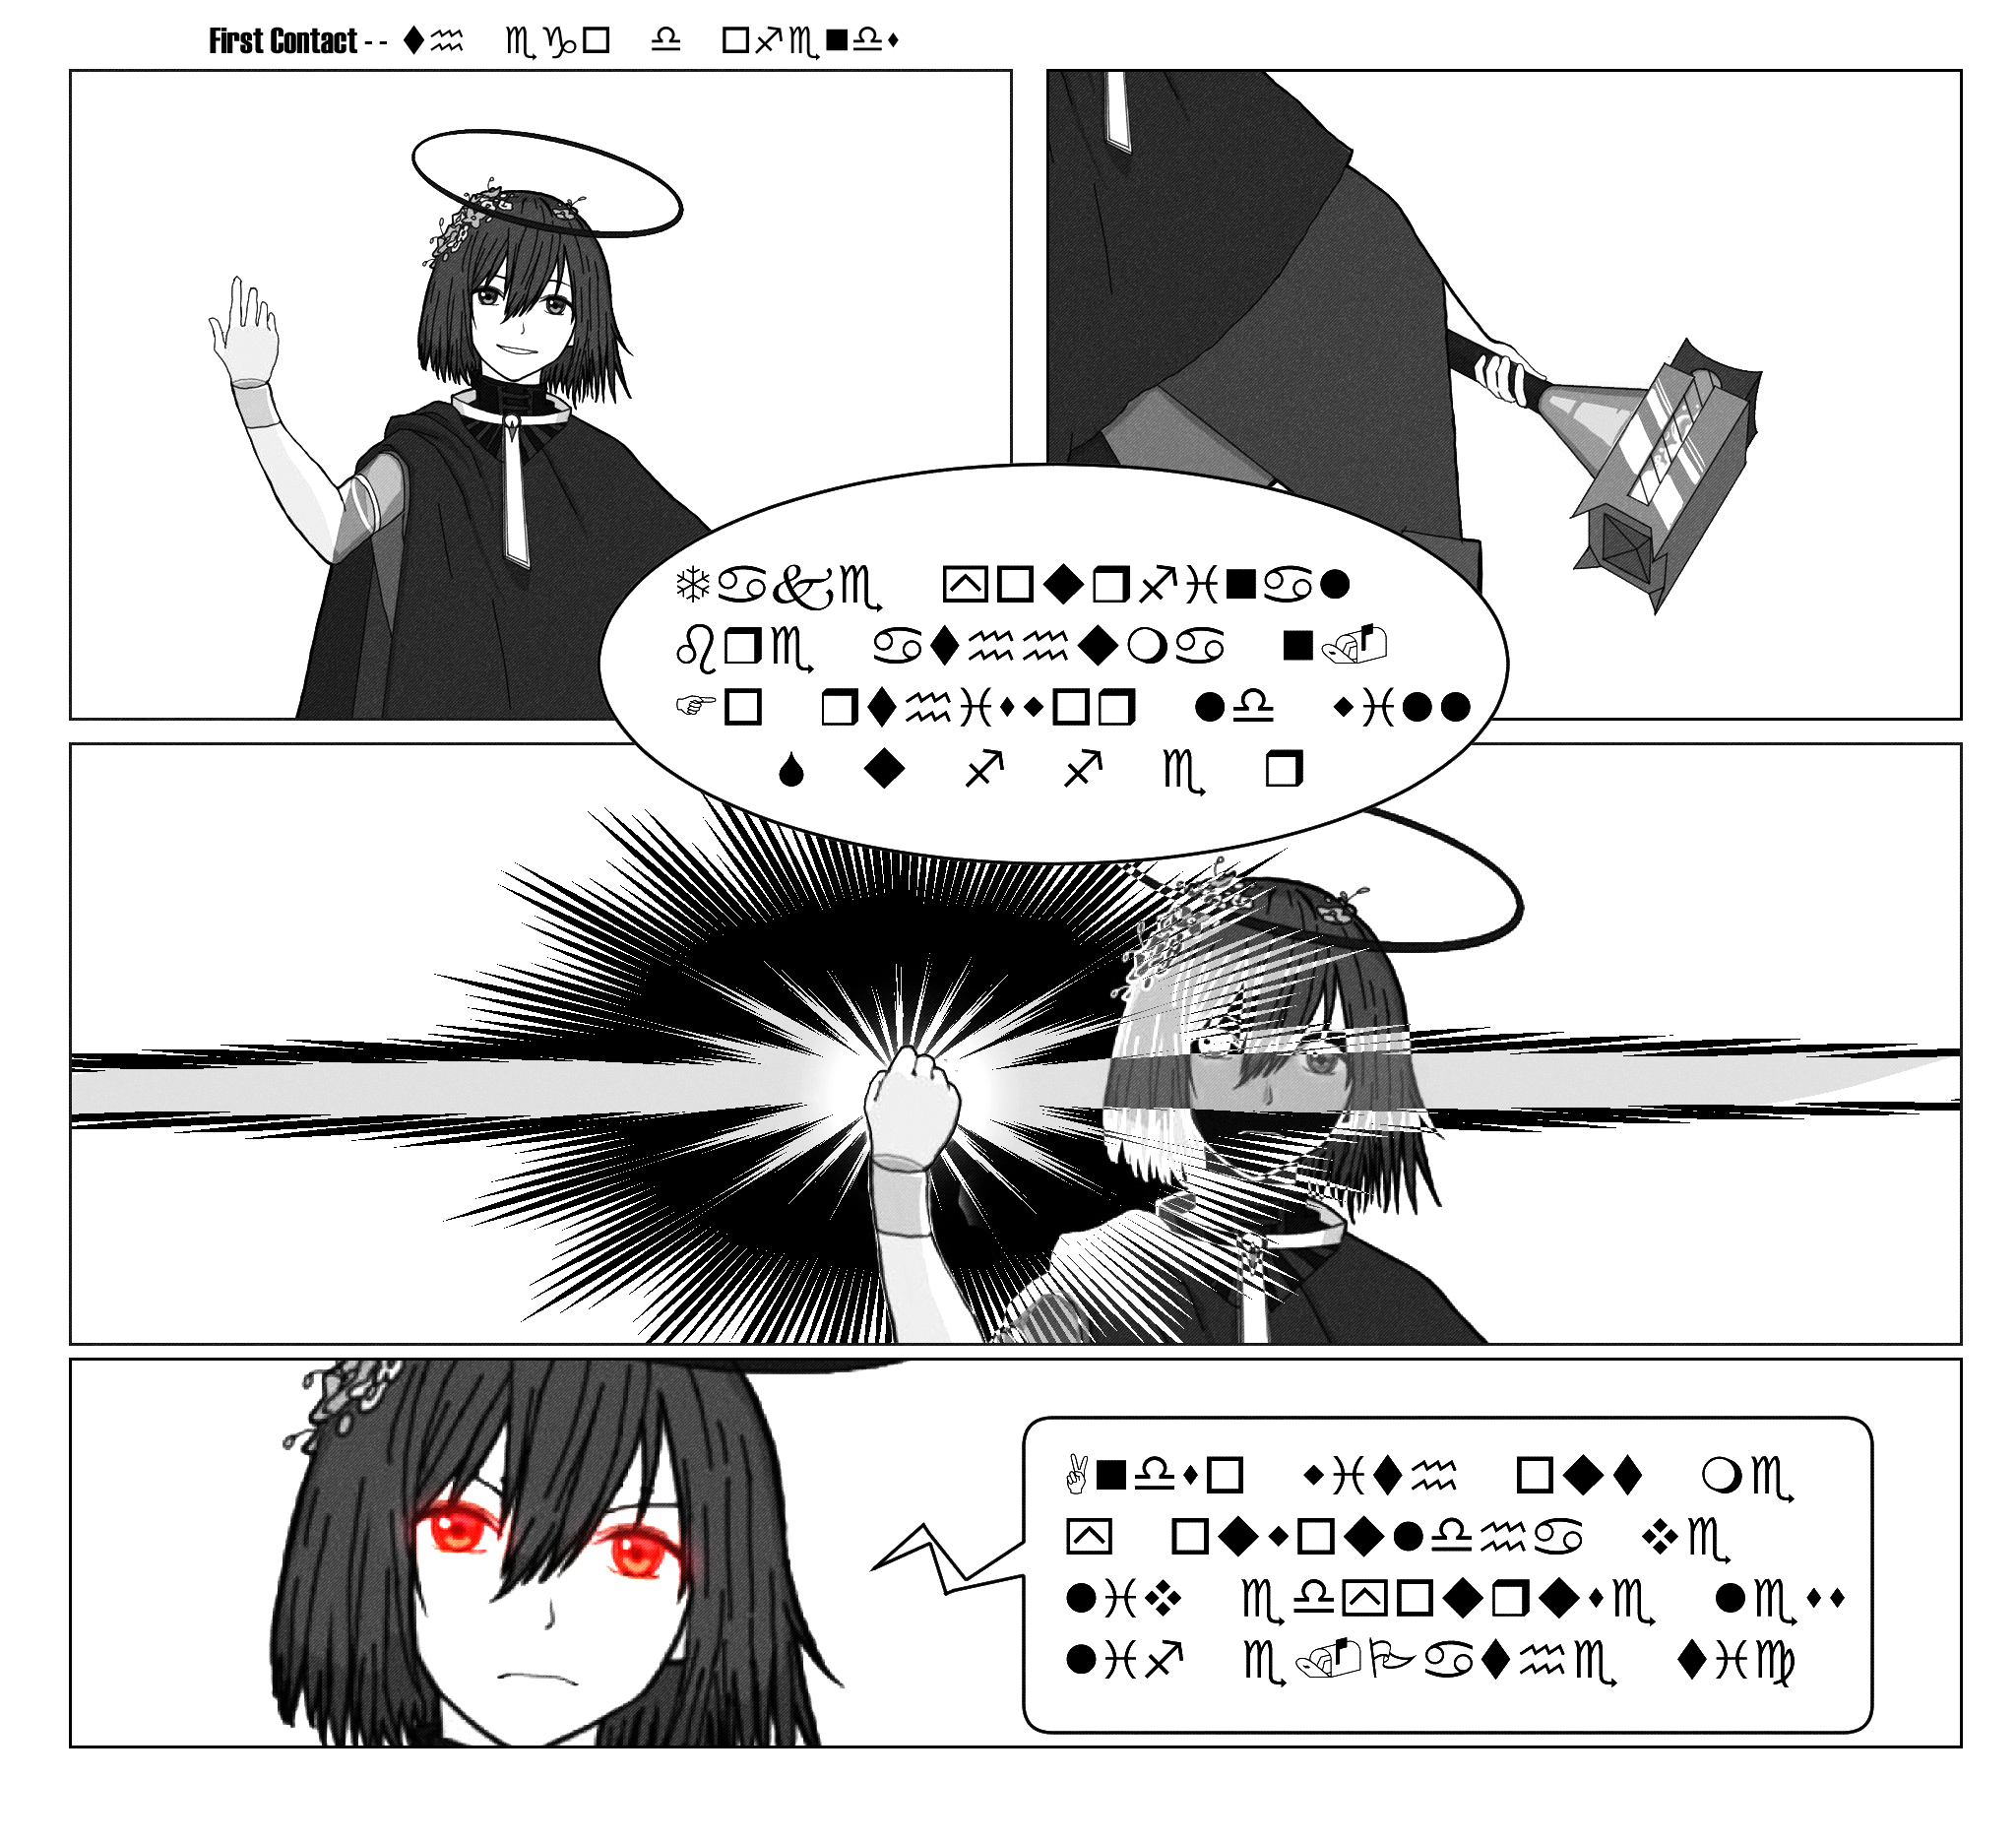 First Contact -- ♦♒ ♏♑□ ♎ □♐♏■♎⬧
❄♋🙵♏ ⍓□◆❒♐♓■♋●
♌❒♏ ♋♦♒♒◆❍♋ ■📬
☞□ ❒♦♒♓⬧⬥□❒ ●♎ ⬥♓●●
💧 ◆ ♐ ♐ ♏ ❒
✌■♎⬧□ ⬥♓♦♒ □◆♦ ❍♏
⍓ □◆⬥□◆●♎♒♋ ❖♏
●♓❖ ♏♎⍓□◆❒◆⬧♏ ●♏⬧⬧
●♓♐ ♏📬🏱♋♦♒♏ ♦♓♍